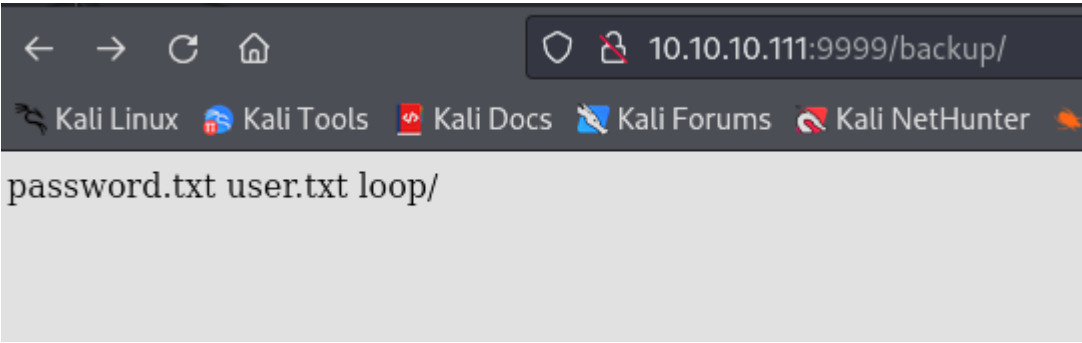 10.10.10.111:9999/backup/
Kali Linux Kali Tools Kali Docs Kali Forums Kali NetHunter
password.txt user.txt loop/